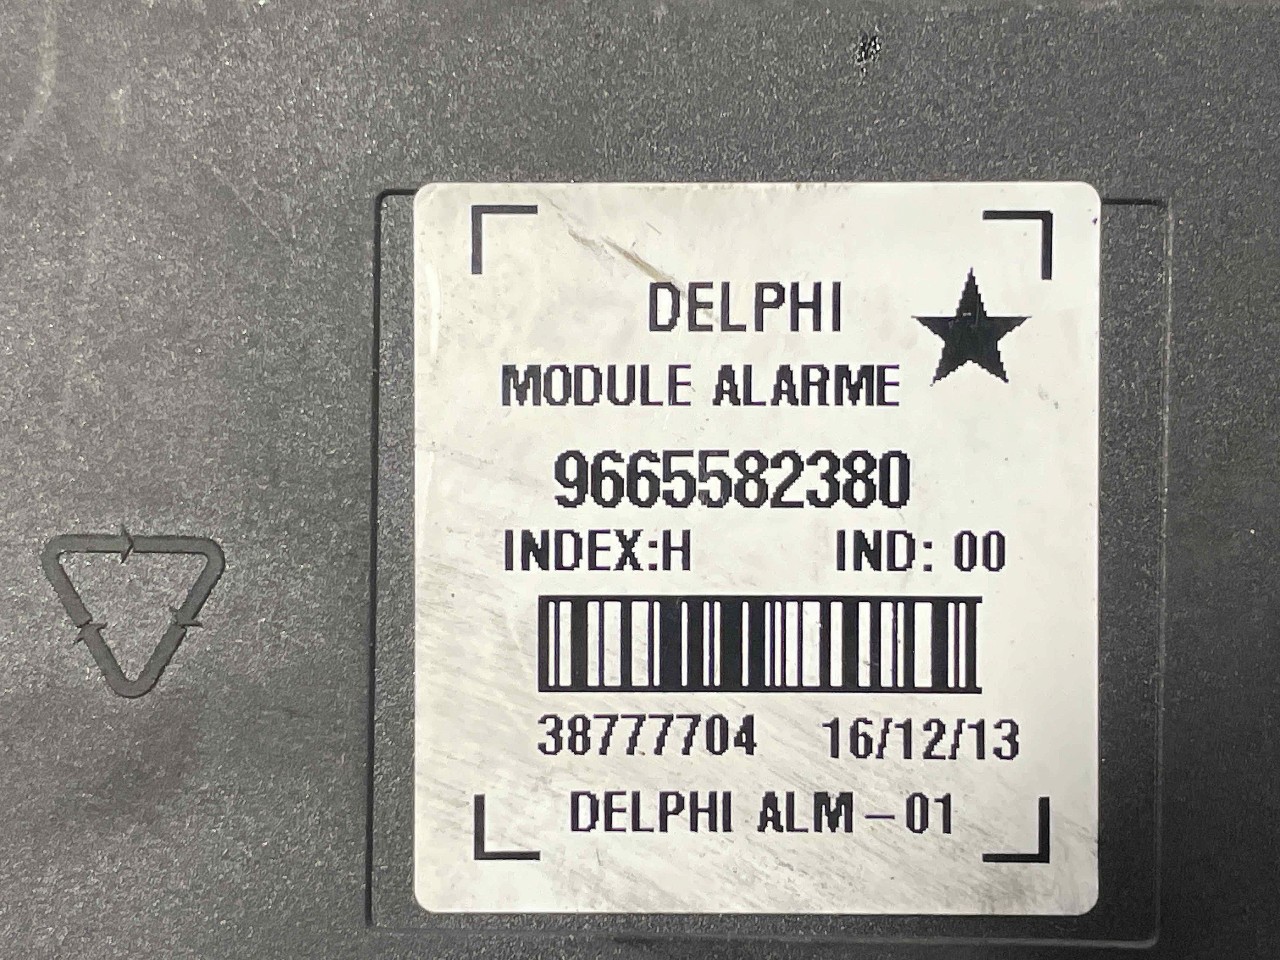 DELPHI
MODULE ALARME
9665582380
INDEX:H IND: 00
38777704 16/12/13
DELPHI ALM-01